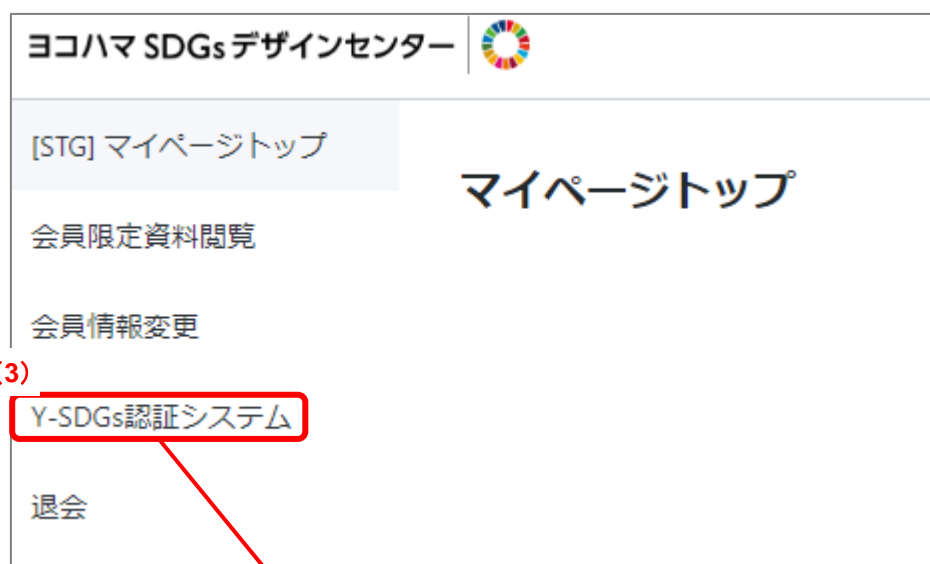 ヨコハマ SDGs デザインセンター
[STG] マイページトップ
マイページトップ
会員限定資料閲覧
会員情報変更
(3)
Y-SDGs認証システム
退会